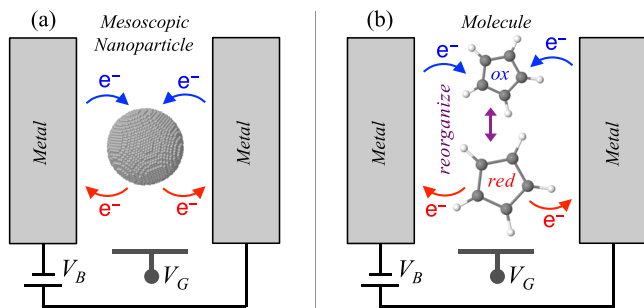 (a)
Mesoscopic
Nanoparticle
Metal
e⁻
e⁻
Metal
e⁻
e⁻
V_B
V_G
(b)
Molecule
Metal
e⁻
ox
e⁻
reorganize
Metal
red
e⁻
e⁻
V_B
V_G